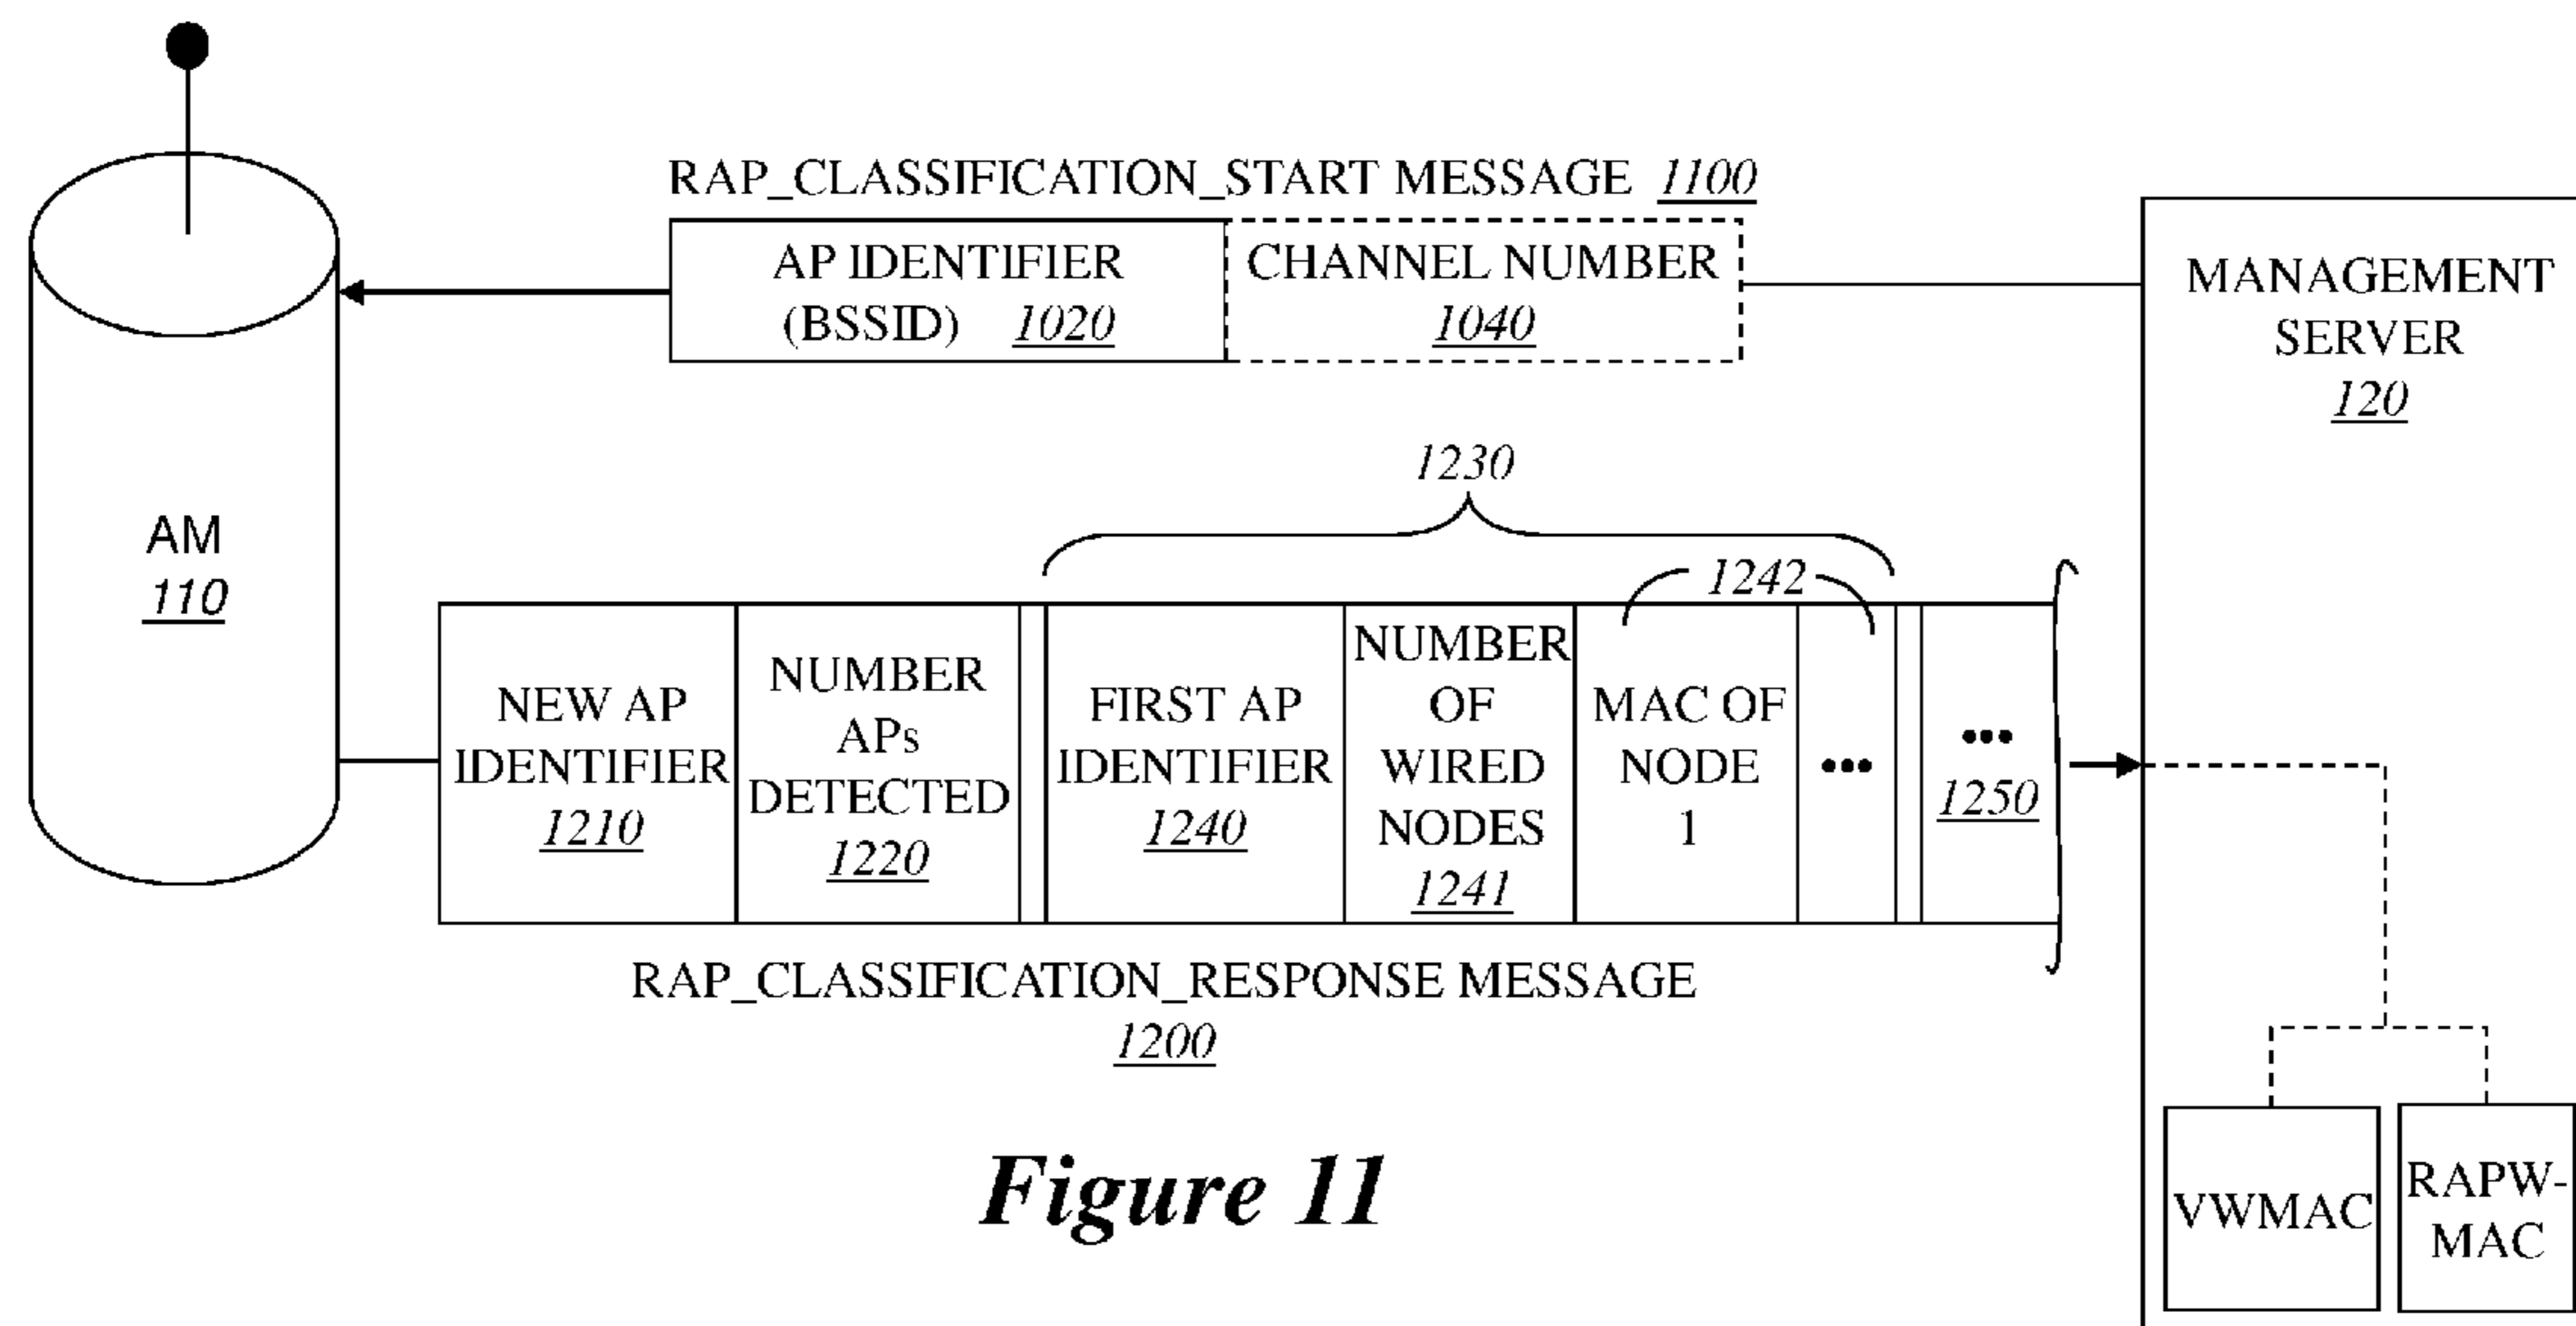 RAP_CLASSIFICATION_START MESSAGE 1100
AP IDENTIFIER
(BSSID) 1020
CHANNEL NUMBER
1040
MANAGEMENT
SERVER
120
AM
110
1230
1242
NEW AP
IDENTIFIER
1210
NUMBER
APs
DETECTED
1220
FIRST AP
IDENTIFIER
1240
NUMBER
OF
WIRED
NODES
1241
MAC OF
NODE
1
•••
•••
1250
RAP_CLASSIFICATION_RESPONSE MESSAGE
1200
VWMAC
RAPW-
MAC
Figure 11